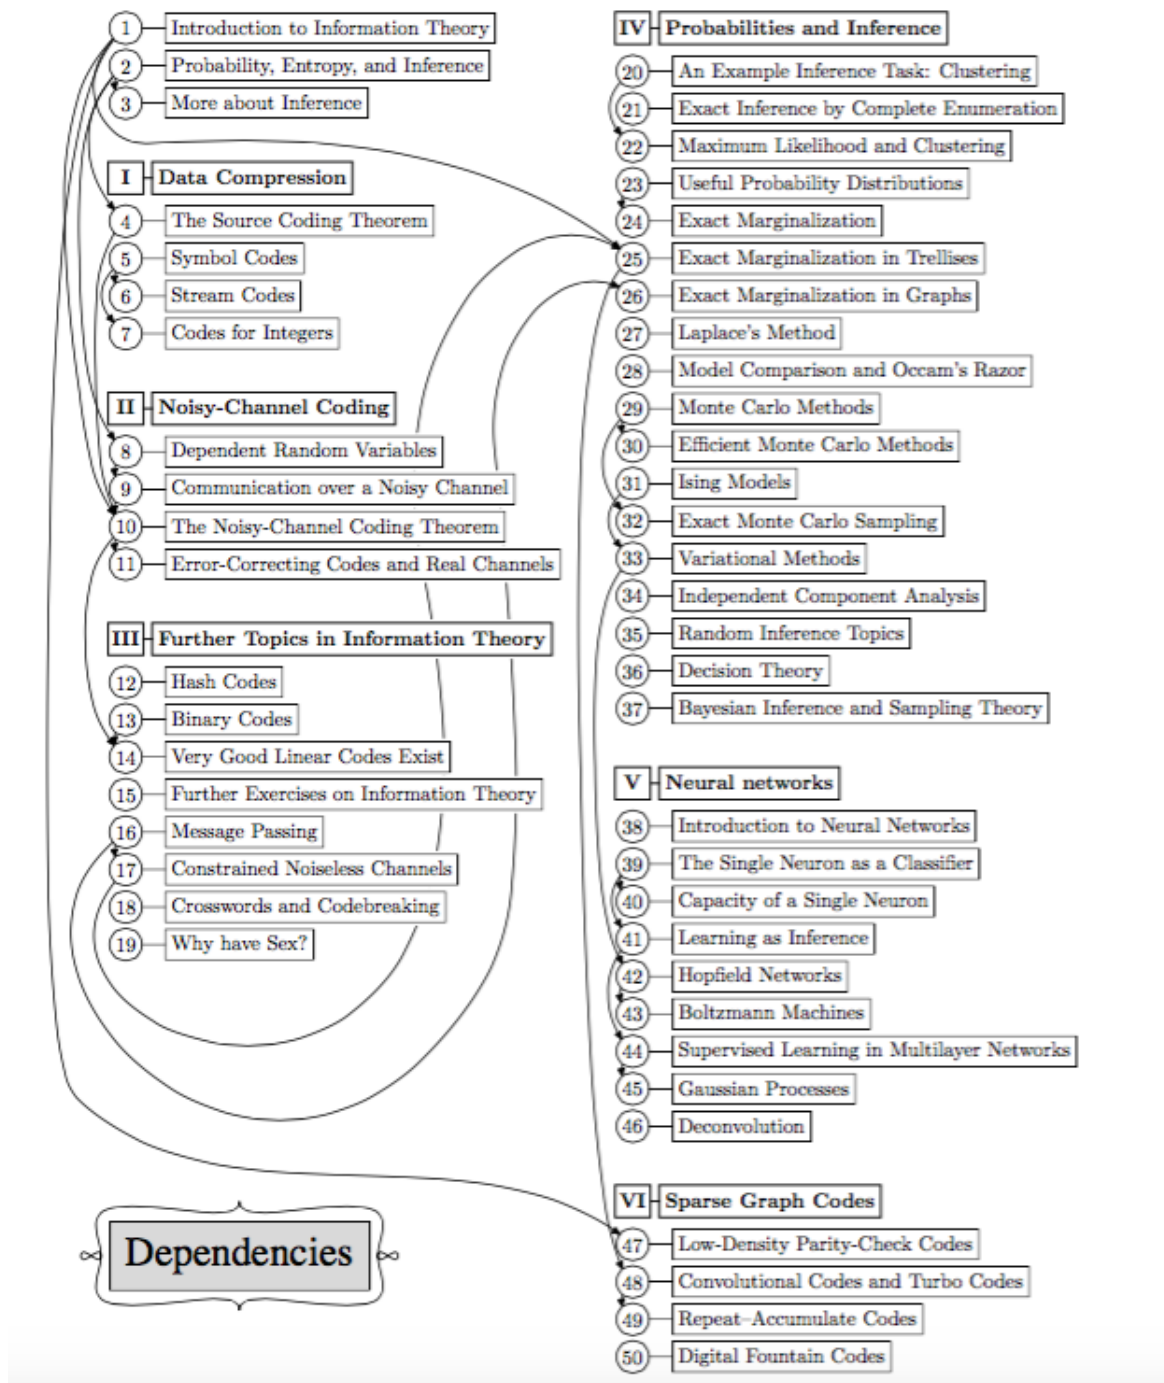 1 Introduction to Information Theory
2 Probability, Entropy, and Inference
3 More about Inference
I Data Compression
4 The Source Coding Theorem
5 Symbol Codes
6 Stream Codes
7 Codes for Integers
II Noisy-Channel Coding
8 Dependent Random Variables
9 Communication over a Noisy Channel
10 The Noisy-Channel Coding Theorem
11 Error-Correcting Codes and Real Channels
III Further Topics in Information Theory
12 Hash Codes
13 Binary Codes
14 Very Good Linear Codes Exist
15 Further Exercises on Information Theory
16 Message Passing
17 Constrained Noiseless Channels
18 Crosswords and Codebreaking
19 Why have Sex?
Dependencies
IV Probabilities and Inference
20 An Example Inference Task: Clustering
21 Exact Inference by Complete Enumeration
22 Maximum Likelihood and Clustering
23 Useful Probability Distributions
24 Exact Marginalization
25 Exact Marginalization in Trellises
26 Exact Marginalization in Graphs
27 Laplace's Method
28 Model Comparison and Occam's Razor
29 Monte Carlo Methods
30 Efficient Monte Carlo Methods
31 Ising Models
32 Exact Monte Carlo Sampling
33 Variational Methods
34 Independent Component Analysis
35 Random Inference Topics
36 Decision Theory
37 Bayesian Inference and Sampling Theory
V Neural networks
38 Introduction to Neural Networks
39 The Single Neuron as a Classifier
40 Capacity of a Single Neuron
41 Learning as Inference
42 Hopfield Networks
43 Boltzmann Machines
44 Supervised Learning in Multilayer Networks
45 Gaussian Processes
46 Deconvolution
VI Sparse Graph Codes
47 Low-Density Parity-Check Codes
48 Convolutional Codes and Turbo Codes
49 Repeat–Accumulate Codes
50 Digital Fountain Codes